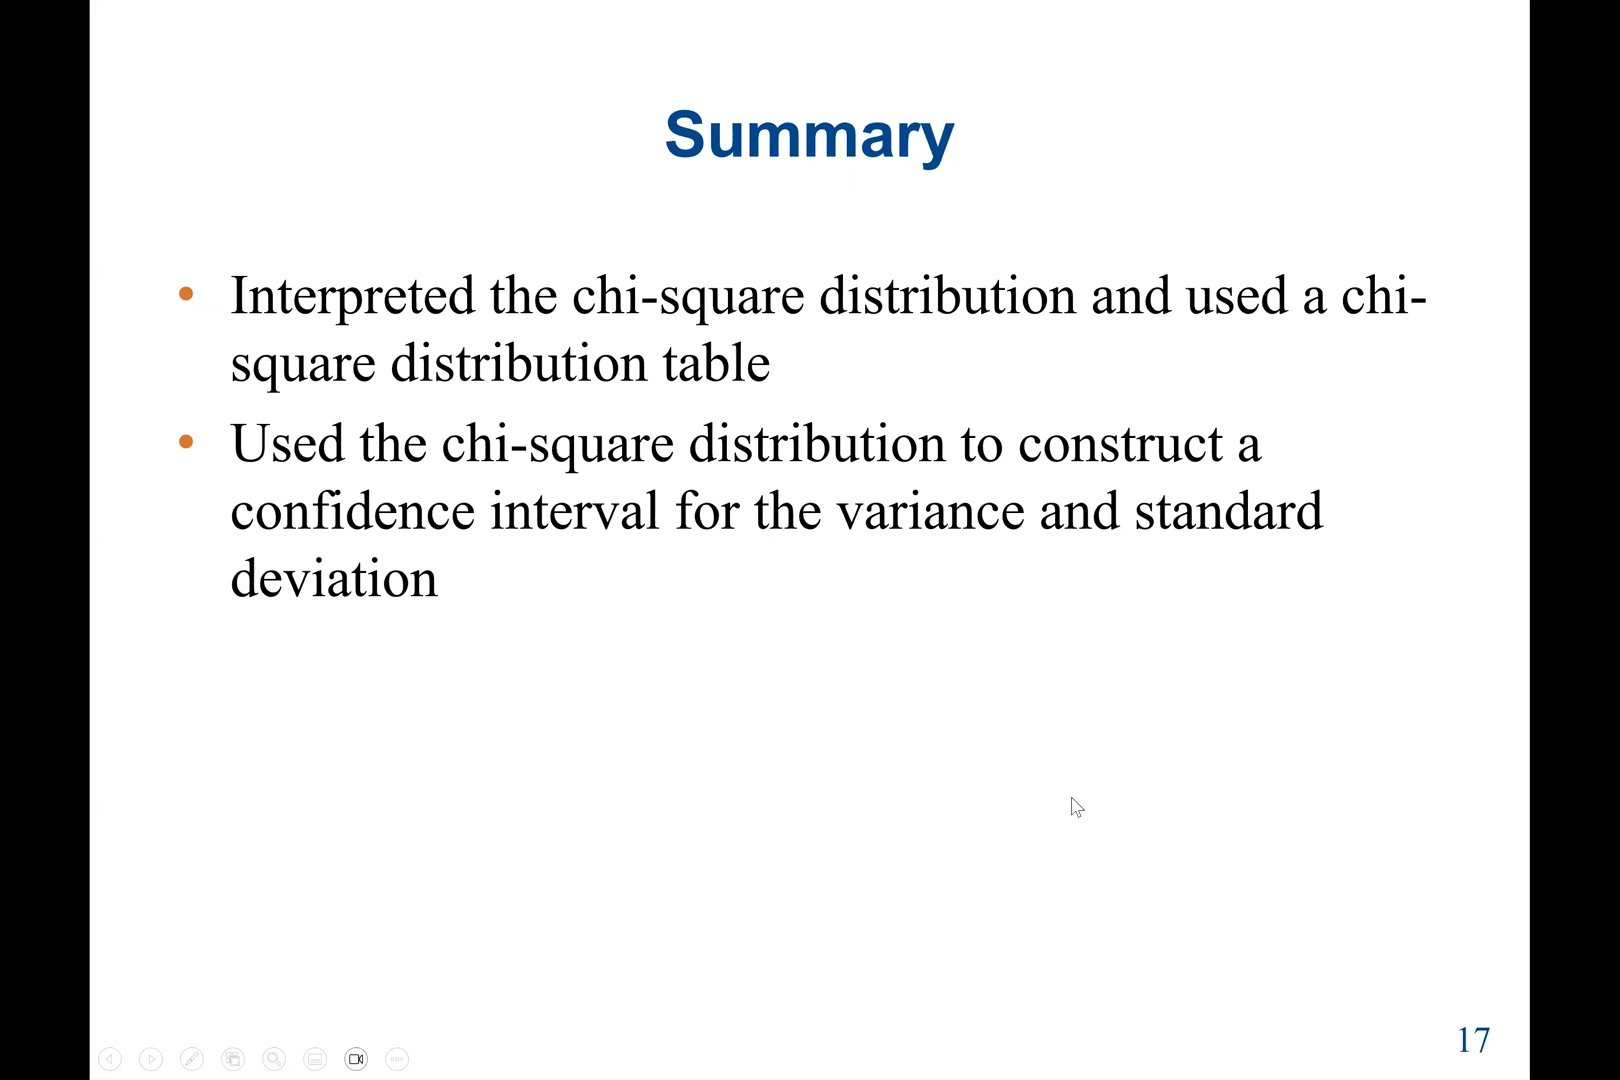 Summary
• Interpreted the chi-square distribution and used a chi-
square distribution table
• Used the chi-square distribution to construct a
confidence interval for the variance and standard
deviation
17